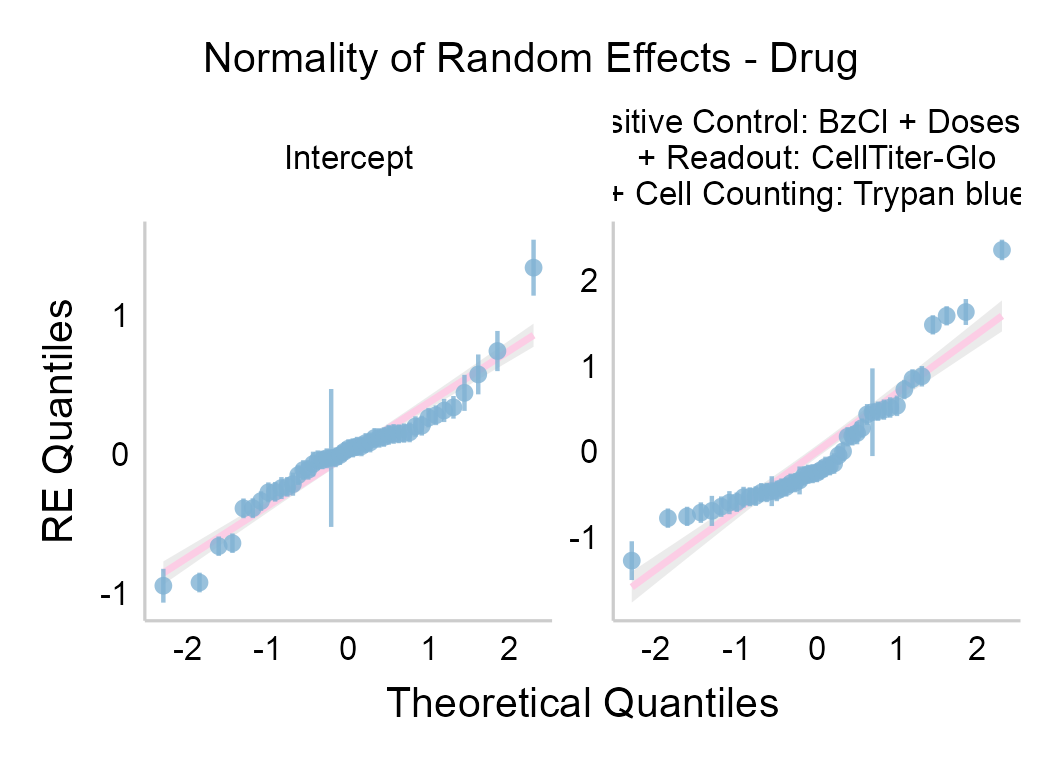 Normality of Random Effects - Drug
Intercept
sitive Control: BzCl + Doses
+ Readout: CellTiter-Glo
+ Cell Counting: Trypan blue
RE Quantiles
1
0
-1
2
1
0
-1
-2 -1 0 1 2
-2 -1 0 1 2
Theoretical Quantiles